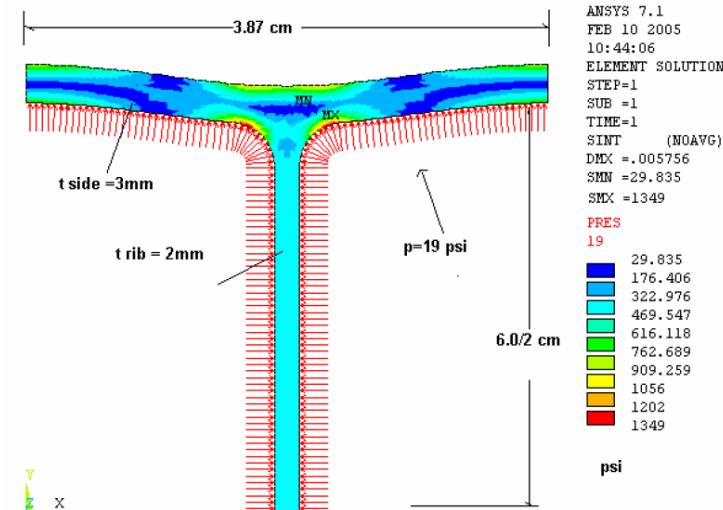 3.87 cm
MN
MX
t side =3mm
t rib = 2mm
p=19 psi
6.0/2 cm
Y
Z X
ANSYS 7.1
FEB 10 2005
10:44:06
ELEMENT SOLUTION
STEP=1
SUB =1
TIME=1
SINT (NOAVG)
DMX =.005756
SMN =29.835
SMX =1349
PRES
19
29.835
176.406
322.976
469.547
616.118
762.689
909.259
1056
1202
1349
psi